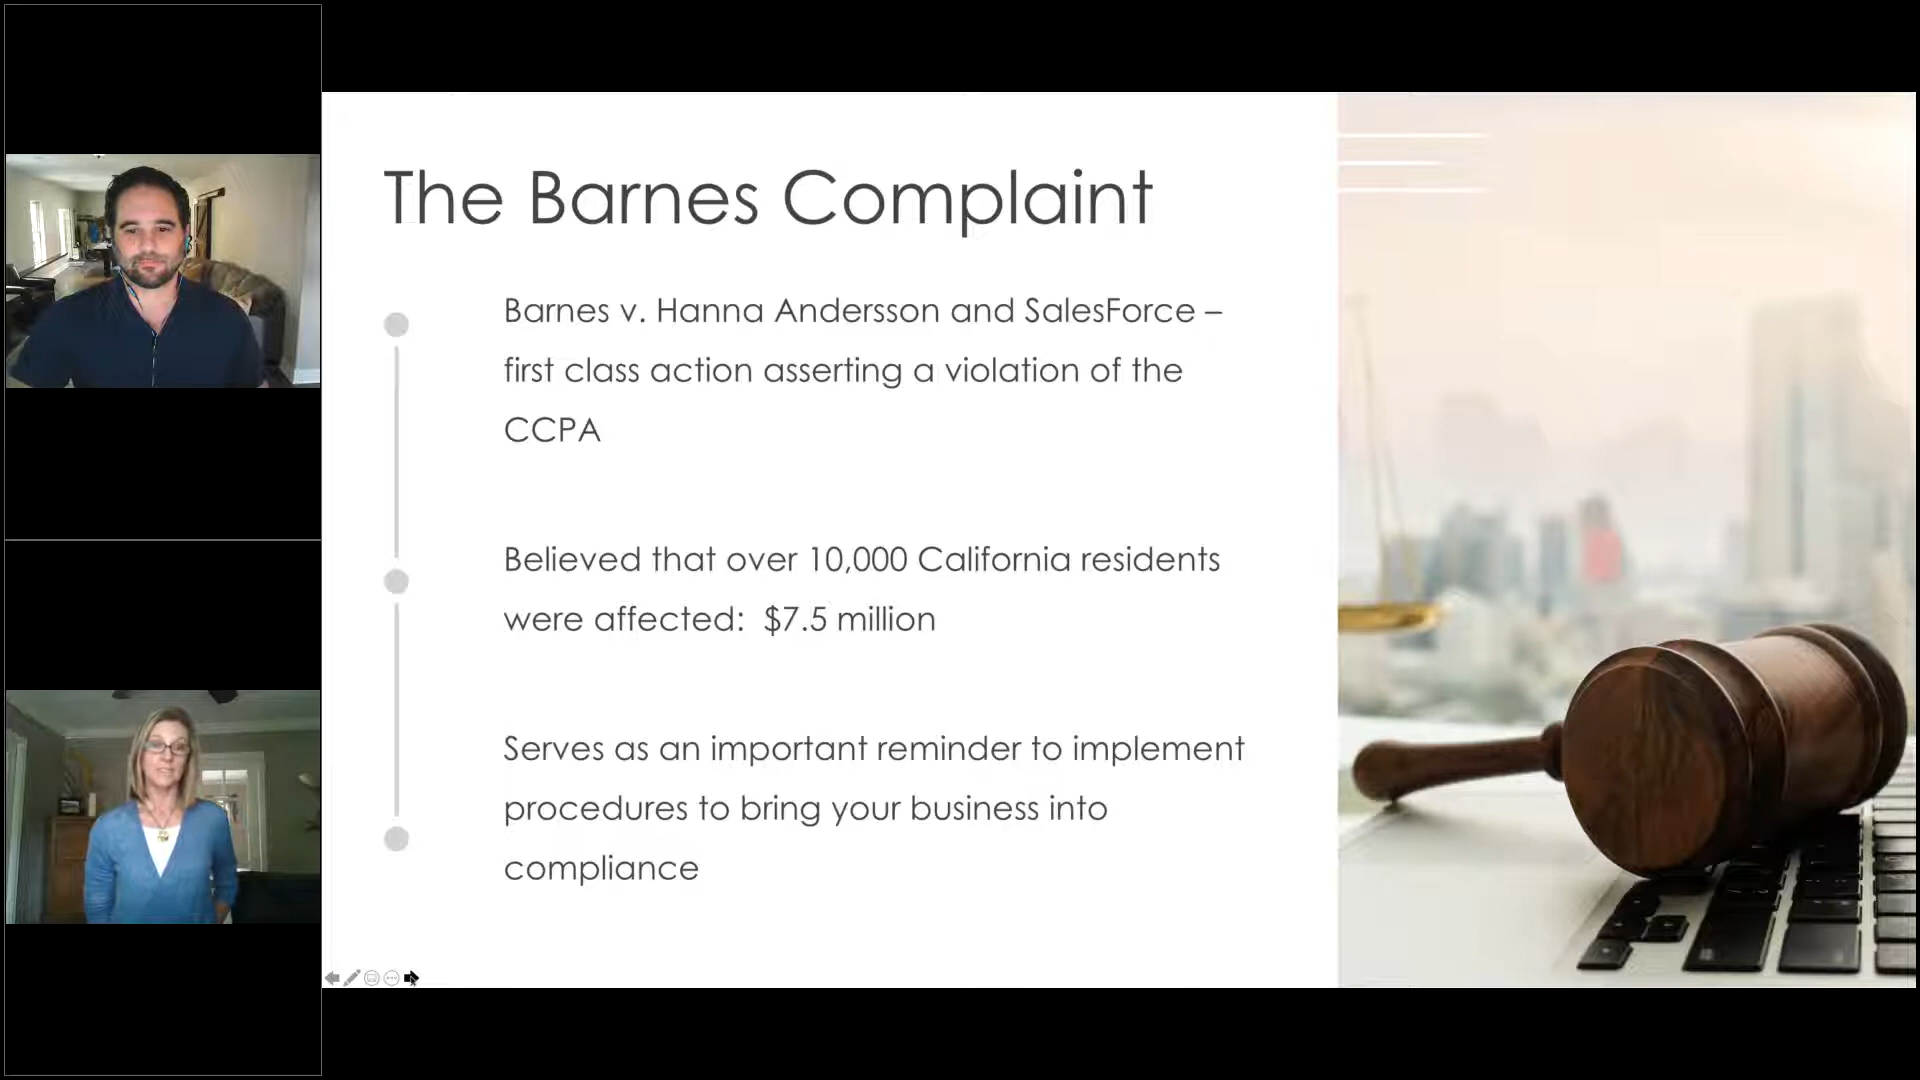 The Barnes Complaint
Barnes v. Hanna Andersson and SalesForce –
first class action asserting a violation of the
CCPA
Believed that over 10,000 California residents
were affected:  $7.5 million
Serves as an important reminder to implement
procedures to bring your business into
compliance